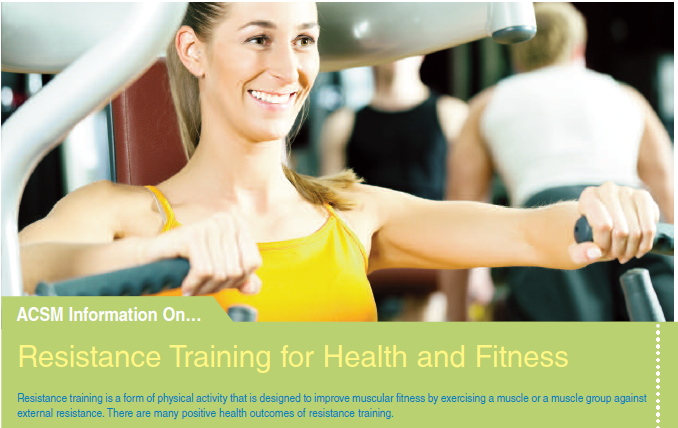 ACSM Information On...
Resistance Training for Health and Fitness
Resistance training is a form of physical activity that is designed to improve muscular fitness by exercising a muscle or a muscle group against
external resistance. There are many positive health outcomes of resistance training.